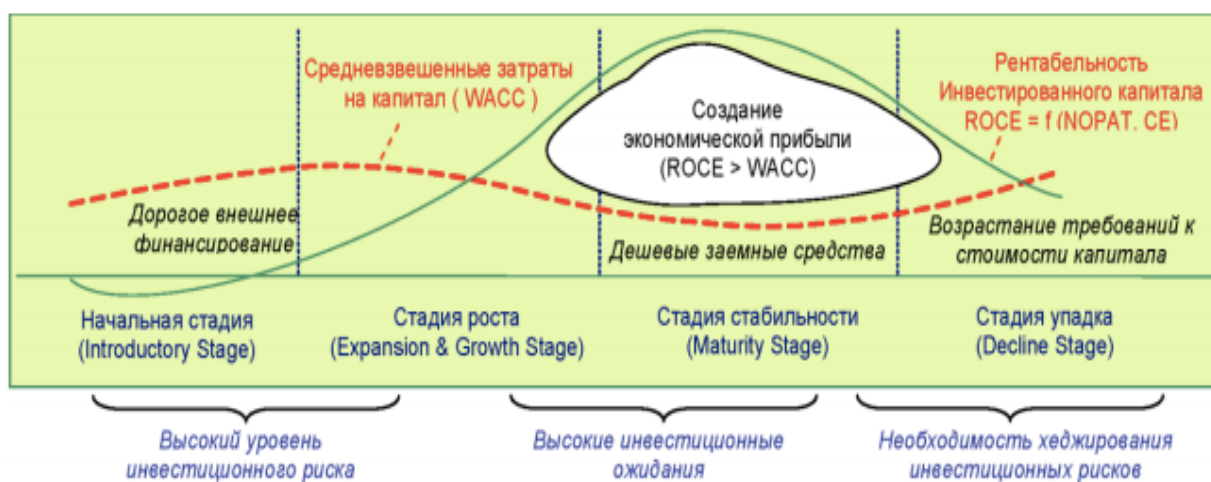 Средневзвешенные затраты
на капитал ( WACC )
Создание
экономической прибыли
(ROCE > WACC)
Рентабельность
Инвестированного капитала
ROCE = f (NOPAT, CE)
Дорогое внешнее
финансирование
Дешевые заемные средства
Возрастание требований к
стоимости капитала
Начальная стадия
(Introductory Stage)
Стадия роста
(Expansion & Growth Stage)
Стадия стабильности
(Maturity Stage)
Стадия упадка
(Decline Stage)
Высокий уровень
инвестиционного риска
Высокие инвестиционные
ожидания
Необходимость хеджирования
инвестиционных рисков